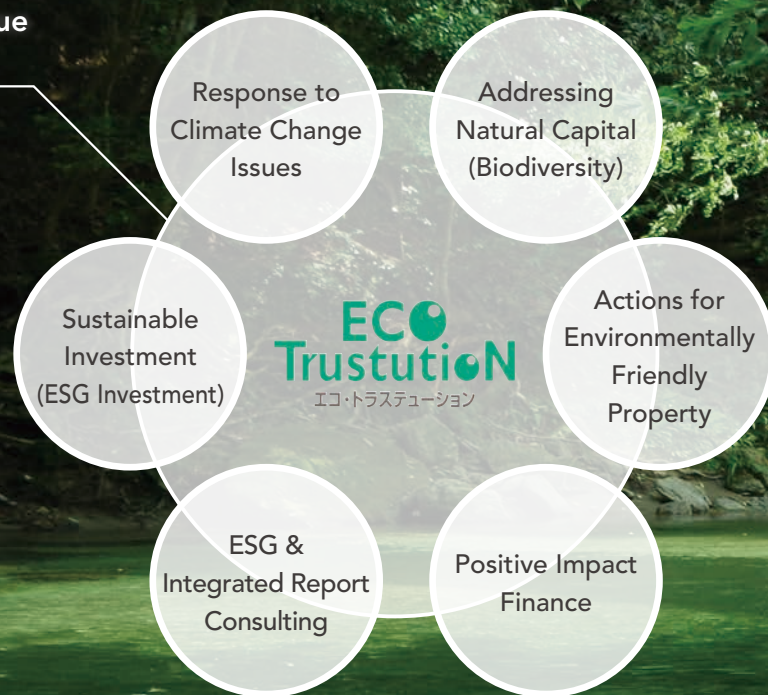 ue
Response to
Climate Change
Issues
Addressing
Natural Capital
(Biodiversity)
Sustainable
Investment
(ESG Investment)
ECO
TrustutioN
エコ・トラステューション
Actions for
Environmentally
Friendly
Property
ESG &
Integrated Report
Consulting
Positive Impact
Finance